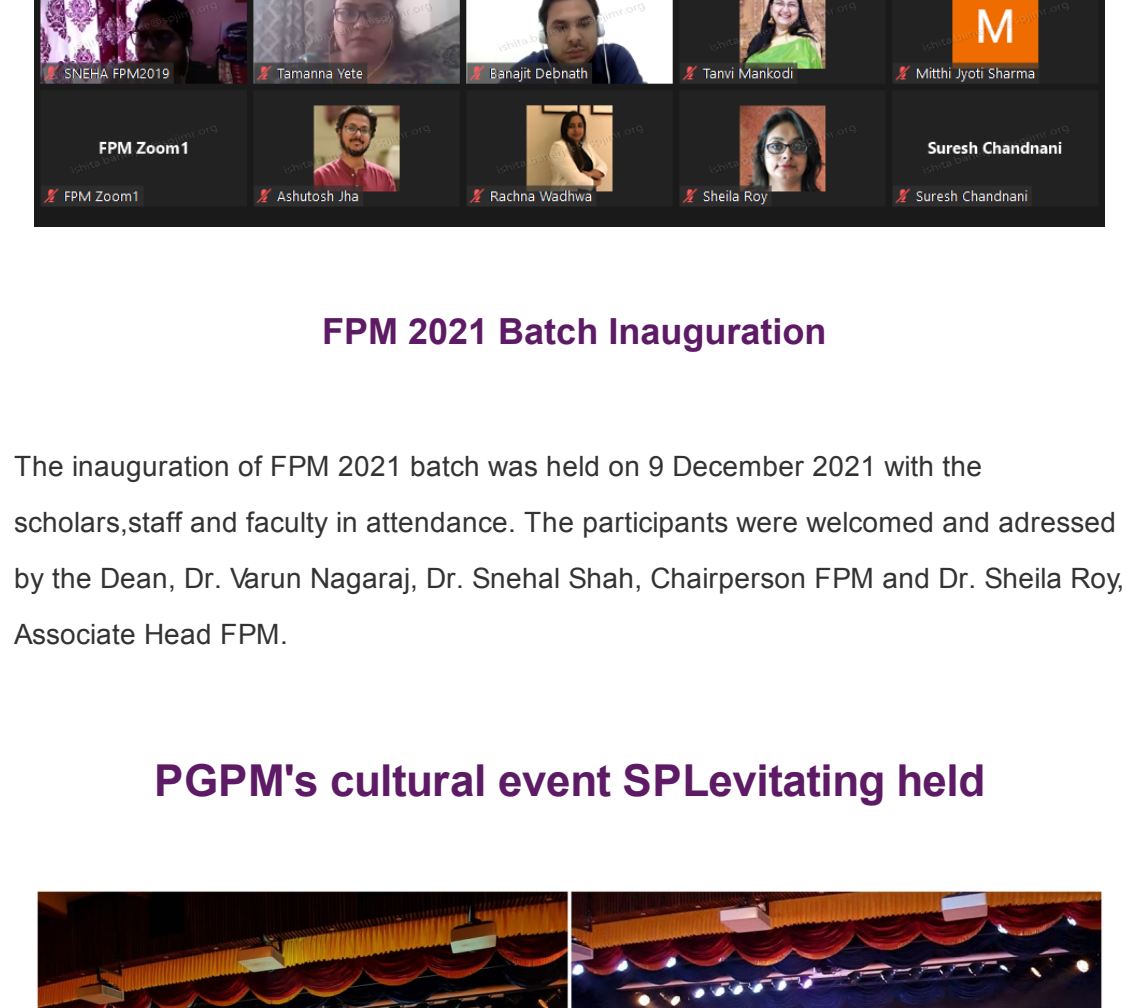 SNEHA FPM2019
Tamanna Yete
Banajit Debnath
Tanvi Mankodi
M
Mitthi Jyoti Sharma
FPM Zoom1
Suresh Chandnani
FPM Zoom1
Ashutosh Jha
Rachna Wadhwa
Sheila Roy
Suresh Chandnani
FPM 2021 Batch Inauguration
The inauguration of FPM 2021 batch was held on 9 December 2021 with the
scholars,staff and faculty in attendance. The participants were welcomed and adressed
by the Dean, Dr. Varun Nagaraj, Dr. Snehal Shah, Chairperson FPM and Dr. Sheila Roy,
Associate Head FPM.
PGPM's cultural event SPLevitating held